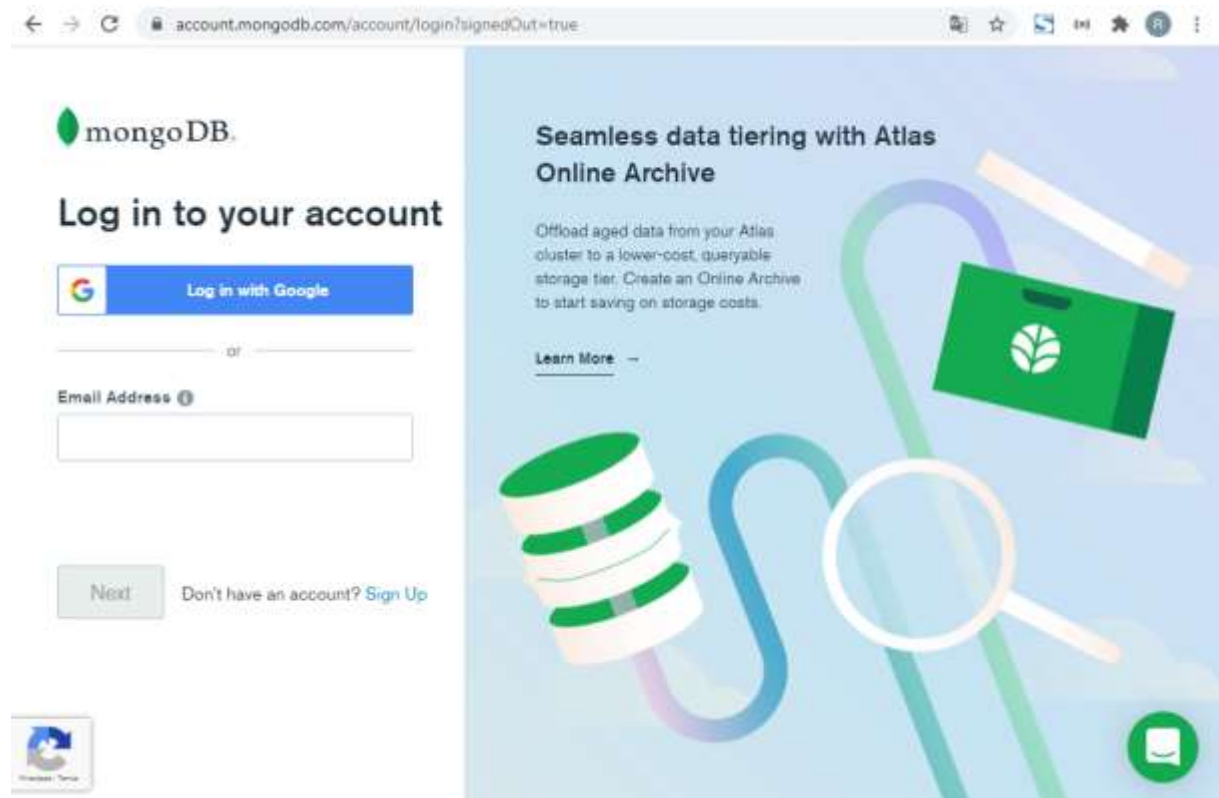 account.mongodb.com/account/login?signedOut=true
R
mongoDB.
Log in to your account
Log in with Google
or
Email Address
Next
Don't have an account? Sign Up
Seamless data tiering with Atlas
Online Archive
Offload aged data from your Atlas
cluster to a lower-cost, queryable
storage tier. Create an Online Archive
to start saving on storage costs.
Learn More →